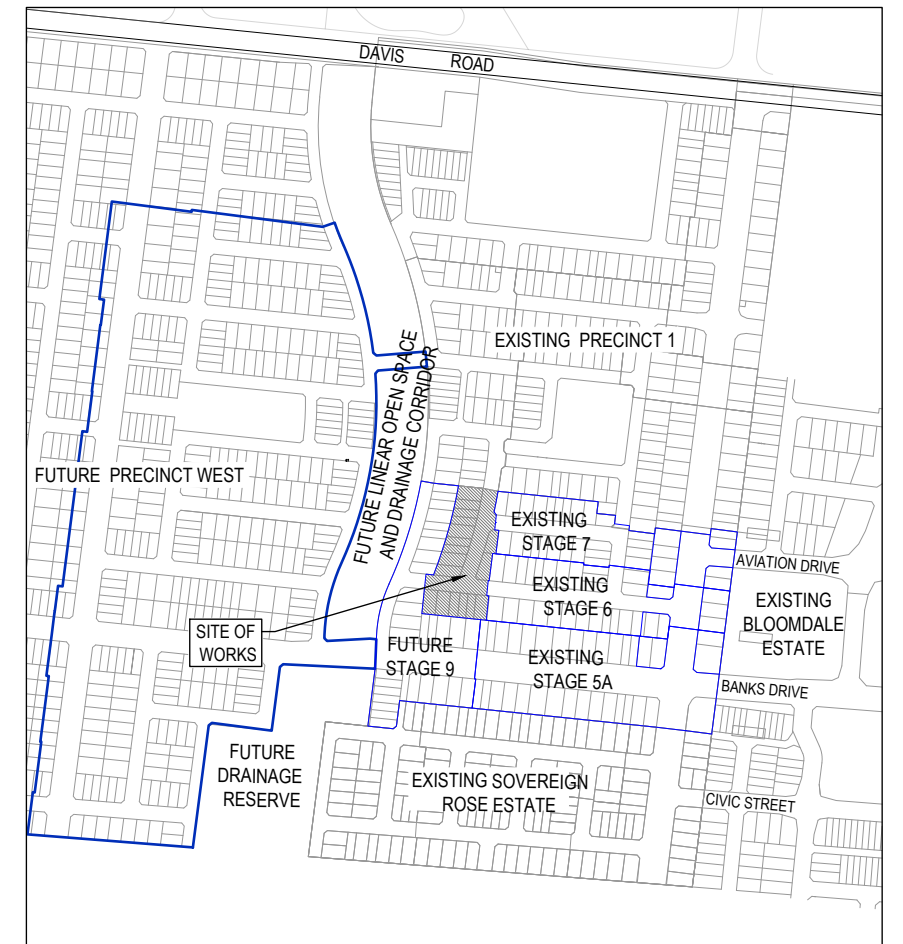 DAVIS ROAD
EXISTING PRECINCT 1
FUTURE LINEAR OPEN SPACE
AND DRAINAGE CORRIDOR
FUTURE PRECINCT WEST
EXISTING
STAGE 7
AVIATION DRIVE
EXISTING
STAGE 6
EXISTING
BLOOMDALE
ESTATE
SITE OF
WORKS
FUTURE
STAGE 9
EXISTING
STAGE 5A
BANKS DRIVE
FUTURE
DRAINAGE
RESERVE
EXISTING SOVEREIGN
ROSE ESTATE
CIVIC STREET